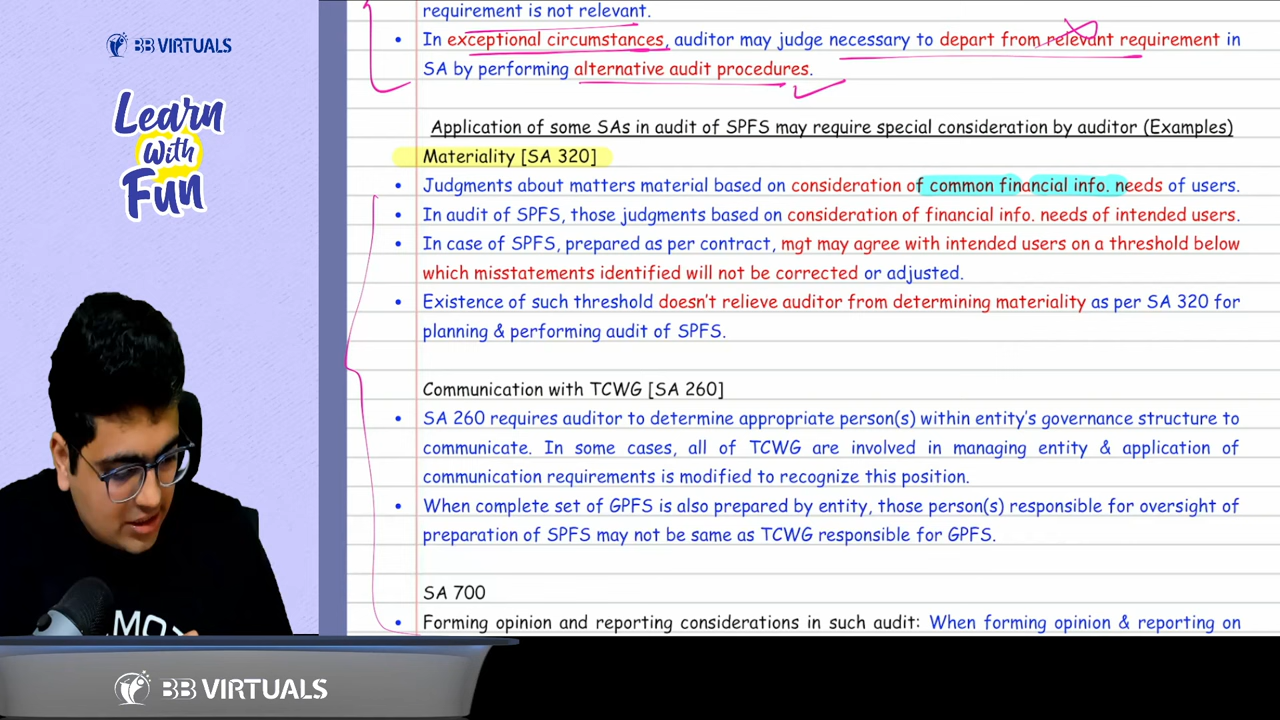 BB VIRTUALS
Learn
With
Fun
requirement is not relevant.
• In exceptional circumstances, auditor may judge necessary to depart from relevant requirement in
SA by performing alternative audit procedures.
Application of some SAs in audit of SPFS may require special consideration by auditor (Examples)
Materiality [SA 320]
• Judgments about matters material based on consideration of common financial info. needs of users.
• In audit of SPFS, those judgments based on consideration of financial info. needs of intended users.
• In case of SPFS, prepared as per contract, mgt may agree with intended users on a threshold below
which misstatements identified will not be corrected or adjusted.
• Existence of such threshold doesn't relieve auditor from determining materiality as per SA 320 for
planning & performing audit of SPFS.
Communication with TCWG [SA 260]
• SA 260 requires auditor to determine appropriate person(s) within entity's governance structure to
communicate. In some cases, all of TCWG are involved in managing entity & application of
communication requirements is modified to recognize this position.
• When complete set of GPFS is also prepared by entity, those person(s) responsible for oversight of
preparation of SPFS may not be same as TCWG responsible for GPFS.
SA 700
• Forming opinion and reporting considerations in such audit: When forming opinion & reporting on
BB VIRTUALS